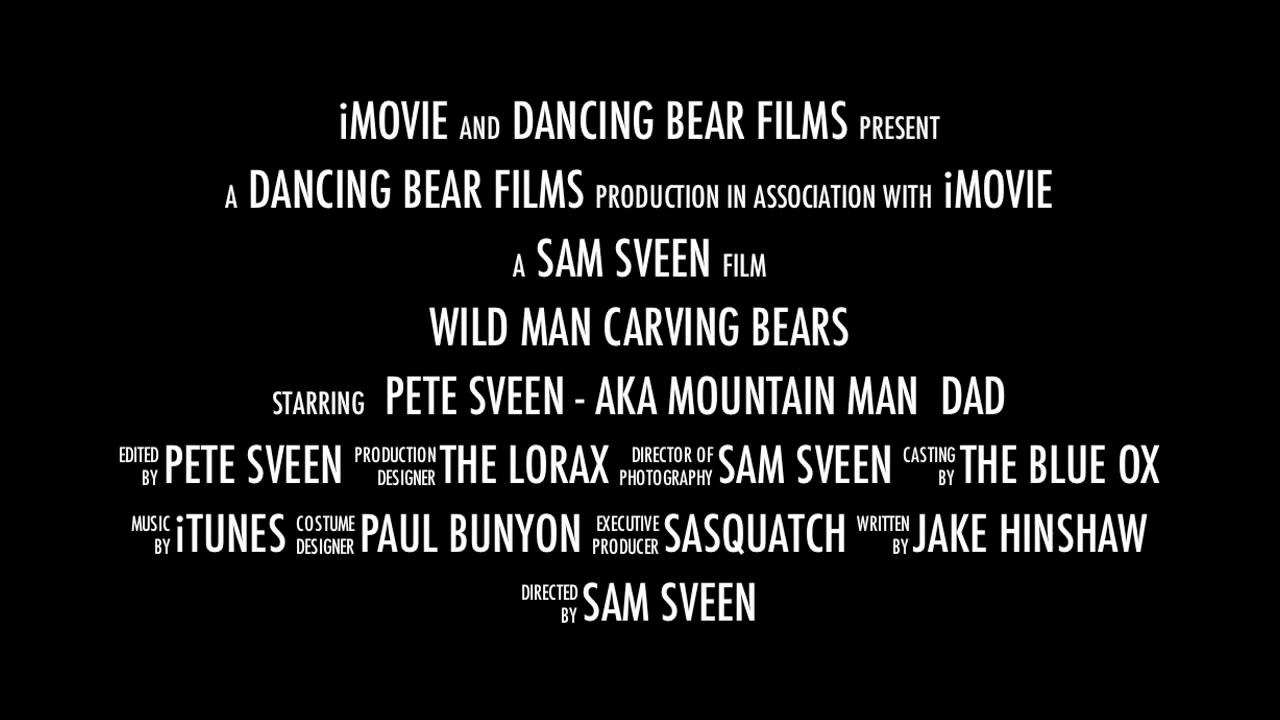 iMOVIE AND DANCING BEAR FILMS PRESENT
A DANCING BEAR FILMS PRODUCTION IN ASSOCIATION WITH iMOVIE
A SAM SVEEN FILM
WILD MAN CARVING BEARS
STARRING PETE SVEEN - AKA MOUNTAIN MAN DAD
EDITED BY PETE SVEEN PRODUCTION DESIGNER THE LORAX DIRECTOR OF PHOTOGRAPHY SAM SVEEN CASTING BY THE BLUE OX
MUSIC BY iTUNES COSTUME DESIGNER PAUL BUNYON EXECUTIVE PRODUCER SASQUATCH WRITTEN BY JAKE HINSHAW
DIRECTED BY SAM SVEEN